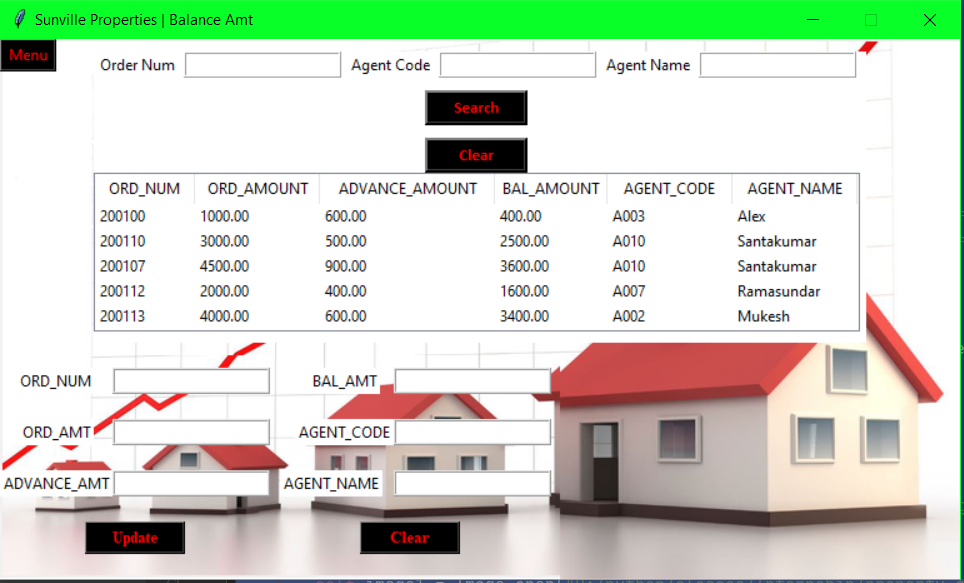 Sunville Properties | Balance Amt
Menu
Order Num Agent Code Agent Name
Search
Clear
ORD_NUM ORD_AMOUNT ADVANCE_AMOUNT BAL_AMOUNT AGENT_CODE AGENT_NAME
200100 1000.00 600.00 400.00 A003 Alex
200110 3000.00 500.00 2500.00 A010 Santakumar
200107 4500.00 900.00 3600.00 A010 Santakumar
200112 2000.00 400.00 1600.00 A007 Ramasundar
200113 4000.00 600.00 3400.00 A002 Mukesh
ORD_NUM BAL_AMT
ORD_AMT AGENT_CODE
ADVANCE_AMT AGENT_NAME
Update Clear